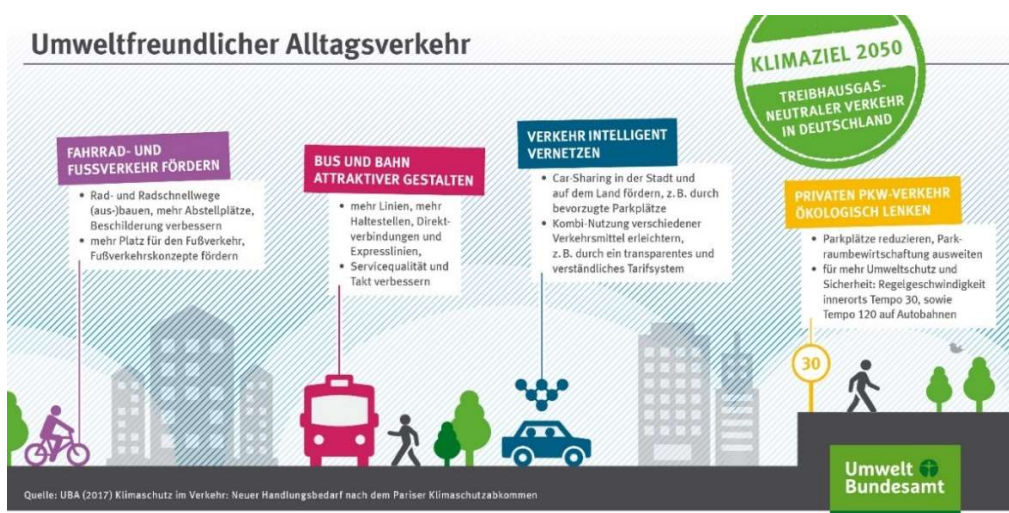 Umweltfreundlicher Alltagsverkehr
KLIMAZIEL 2050
TREIBHAUSGAS-
NEUTRALER VERKEHR
IN DEUTSCHLAND
FAHRRAD- UND
FUSSVERKEHR FÖRDERN
• Rad- und Radschnellwege
(aus-)bauen, mehr Abstellplätze,
Beschilderung verbessern
• mehr Platz für den Fußverkehr,
Fußverkehrskonzepte fördern
BUS UND BAHN
ATTRAKTIVER GESTALTEN
• mehr Linien, mehr
Haltestellen, Direkt-
verbindungen und
Expresslinien,
• Servicequalität und
Takt verbessern
VERKEHR INTELLIGENT
VERNETZEN
• Car-Sharing in der Stadt und
auf dem Land fördern, z. B. durch
bevorzugte Parkplätze
• Kombi-Nutzung verschiedener
Verkehrsmittel erleichtern,
z. B. durch ein transparentes und
verständliches Tarifsystem
PRIVATEN PKW-VERKEHR
ÖKOLOGISCH LENKEN
• Parkplätze reduzieren, Park-
raumbewirtschaftung ausweiten
• für mehr Umweltschutz und
Sicherheit: Regelgeschwindigkeit
innerorts Tempo 30, sowie
Tempo 120 auf Autobahnen
30
Quelle: UBA (2017) Klimaschutz im Verkehr: Neuer Handlungsbedarf nach dem Pariser Klimaschutzabkommen
Umwelt
Bundesamt